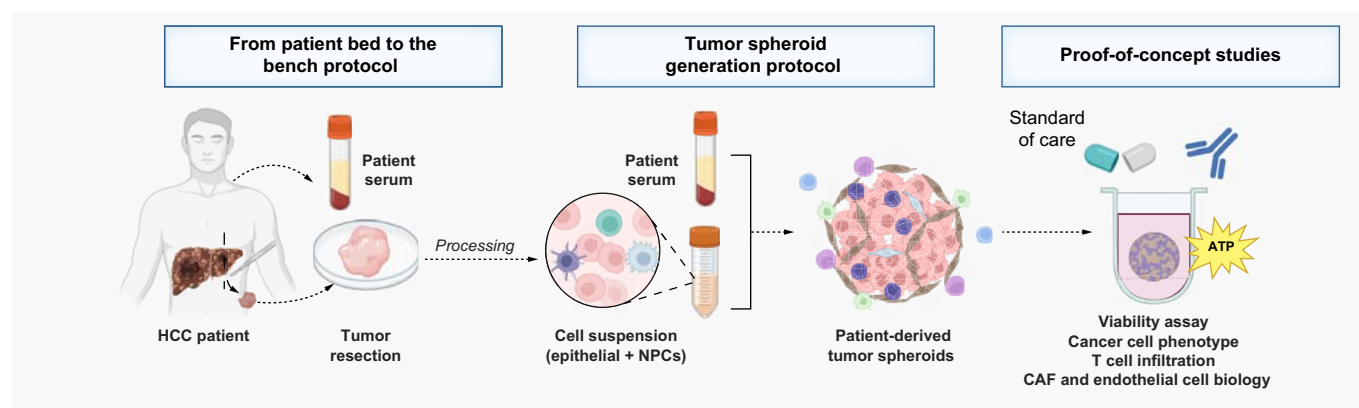 From patient bed to the
bench protocol
Tumor spheroid
generation protocol
Proof-of-concept studies
Patient
serum
Processing
HCC patient
Tumor
resection
Patient
serum
Cell suspension
(epithelial + NPCs)
Patient-derived
tumor spheroids
Standard
of care
ATP
Viability assay
Cancer cell phenotype
T cell infiltration
CAF and endothelial cell biology